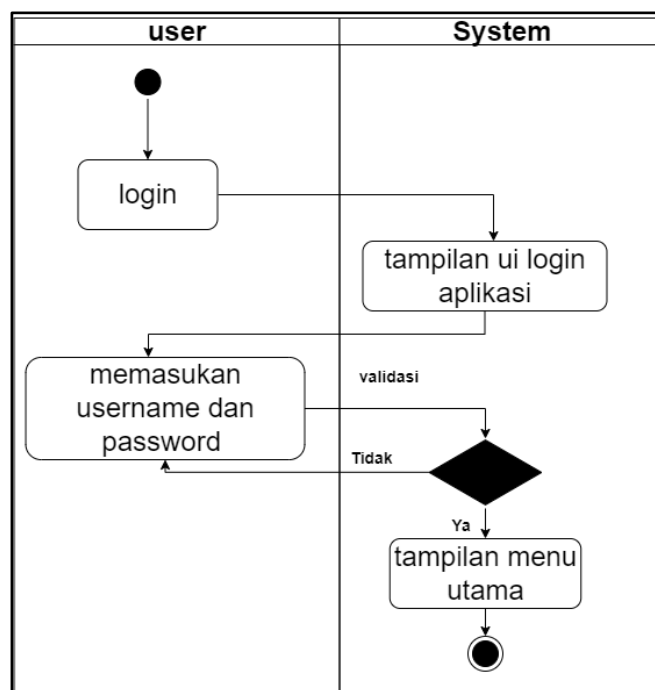 user
System
login
tampilan ui login
aplikasi
memasukan
username dan
password
validasi
Tidak
Ya
tampilan menu
utama